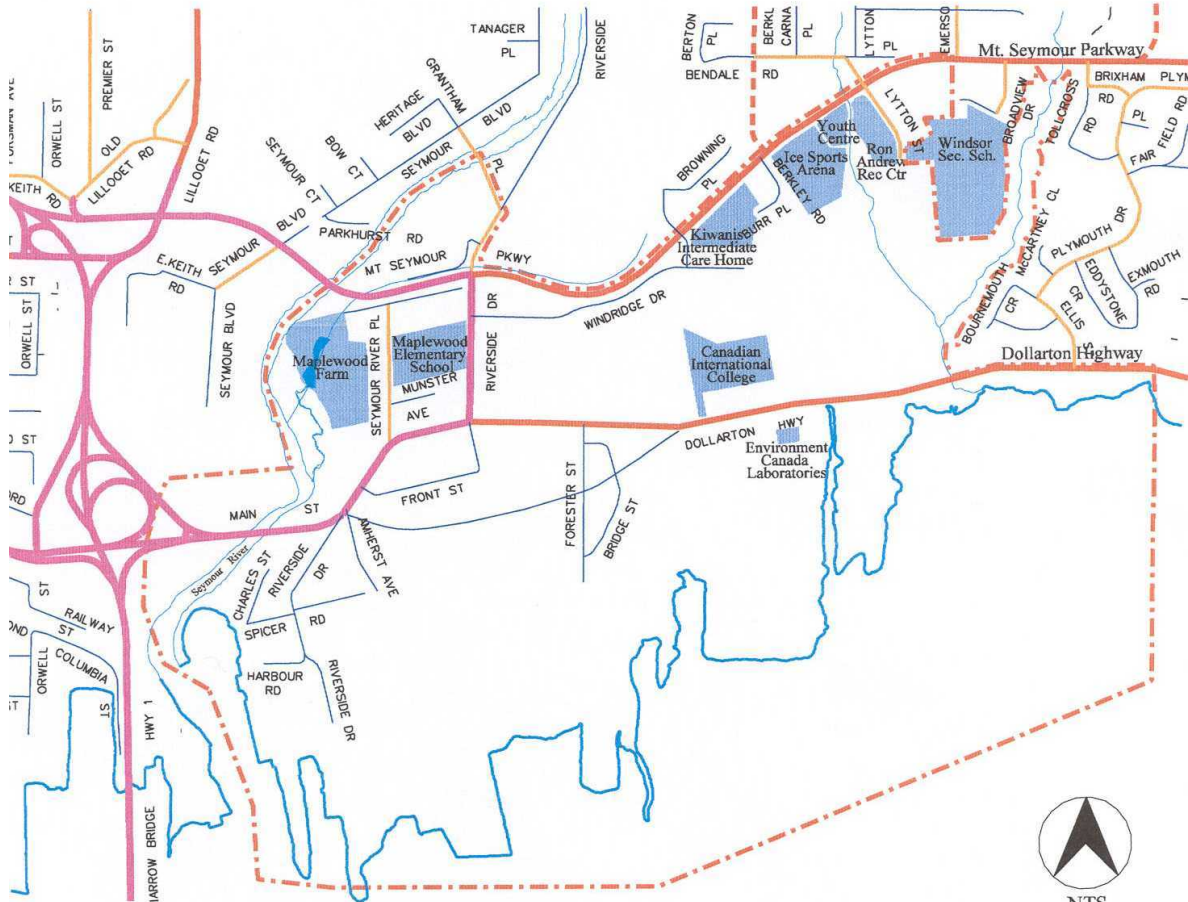 TANAGER
PL
RIVERSIDE
PREMIER ST
ORWELL ST
OLD
LILLOOET RD
LILLOOET RD
KEITH
RD
GRANTHAM
PL
HERITAGE
BLVD
BLVD
SEYMOUR
BOW CT
SEYMOUR CT
BLVD
PARKHURST RD
MT SEYMOUR PKWY
E.KEITH
RD
SEYMOUR
SEYMOUR BLVD
ORWELL ST
BERTON
PL
BERKL
CARNA
PL
LYTTON
PL
EMERSO
BENDALE RD
Mt. Seymour Parkway
BRIXHAM
RD
PLYM
RD
PL
FIELD RD
FAIR
BROADVIEW
DR
TOLLCROSS
LYTTON
ST
Youth
Centre
Ice Sports
Arena
Ron
Andrew
Rec Ctr
Windsor
Sec. Sch.
BROWNING
PL
BERKLEY RD
BURR PL
Kiwanis
Intermediate
Care Home
WINDRIDGE DR
McCARTNEY CL
BOURNEMOUTH
CR
PLYMOUTH DR
EDDYSTONE
CR
EXMOUTH
RD
ELLIS
ST
Dollarton Highway
Maplewood
Farm
SEYMOUR RIVER PL
Maplewood
Elementary
School
MUNSTER
AVE
DR
RIVERSIDE
Canadian
International
College
DOLLARTON HWY
Environment
Canada
Laboratories
FORESTER ST
BRIDGE ST
FRONT ST
MAIN ST
Seymour River
CHARLES ST
RIVERSIDE
DR
AMHERST AVE
SPICER RD
HARBOUR
RD
RIVERSIDE DR
ST
RAILWAY
ST
COLUMBIA
ST
ORWELL
HWY 1
BRIDGE
NTS